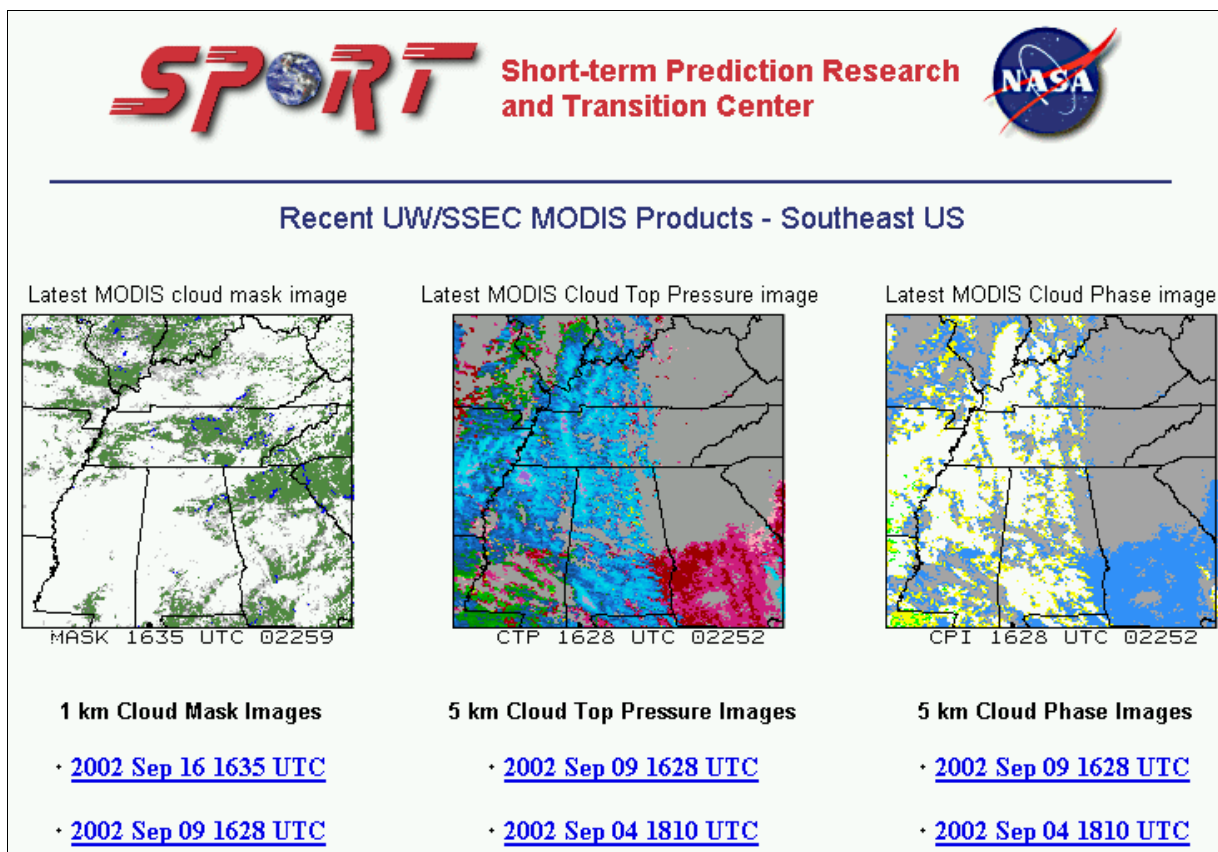 SPORT
Short-term Prediction Research
and Transition Center
NASA
Recent UW/SSEC MODIS Products - Southeast US
Latest MODIS cloud mask image
MASK 1635 UTC 02259
Latest MODIS Cloud Top Pressure image
CTP 1628 UTC 02252
Latest MODIS Cloud Phase image
CPI 1628 UTC 02252
1 km Cloud Mask Images
· 2002 Sep 16 1635 UTC
· 2002 Sep 09 1628 UTC
5 km Cloud Top Pressure Images
· 2002 Sep 09 1628 UTC
· 2002 Sep 04 1810 UTC
5 km Cloud Phase Images
· 2002 Sep 09 1628 UTC
· 2002 Sep 04 1810 UTC